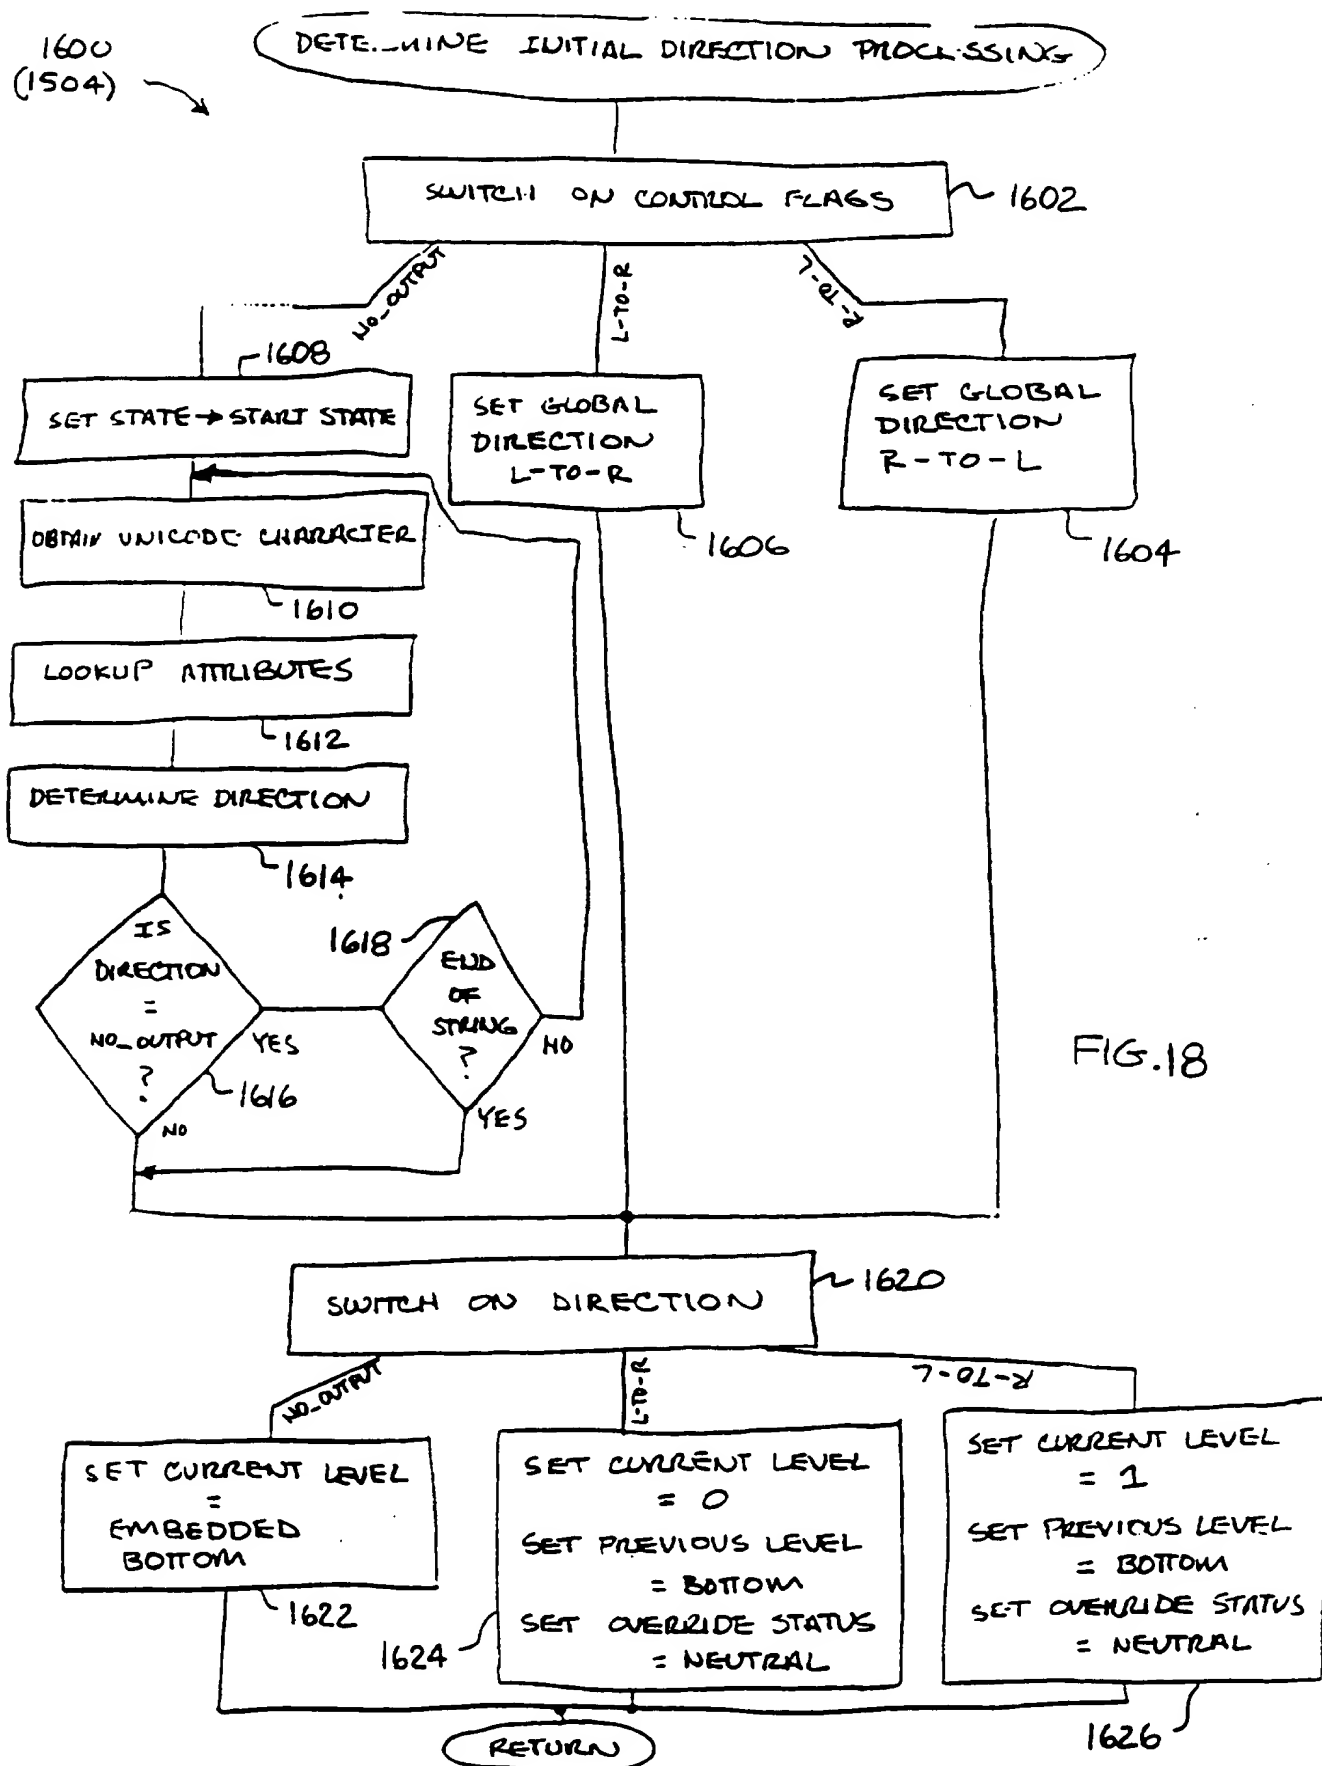 1600
(1504)
DETE..MINE INITIAL DIRECTION PROCESSING
SWITCH ON CONTROL FLAGS
1602
NO_OUTPUT
L-TO-R
R-TO-L
1608
SET STATE→START STATE
SET GLOBAL
DIRECTION
L-TO-R
SET GLOBAL
DIRECTION
R-TO-L
OBTAIN UNICODE CHARACTER
1606
1604
1610
LOOKUP ATTRIBUTES
1612
DETERMINE DIRECTION
1614
IS
DIRECTION
=
NO_OUTPUT
?
YES
1616
NO
1618
END
OF
STRING
?
NO
YES
FIG.18
SWITCH ON DIRECTION
1620
NO_OUTPUT
L-TO-R
R-TO-L
SET CURRENT LEVEL
=
EMBEDDED
BOTTOM
1622
SET CURRENT LEVEL
= 0
SET PREVIOUS LEVEL
= BOTTOM
SET OVERRIDE STATUS
= NEUTRAL
1624
SET CURRENT LEVEL
= 1
SET PREVIOUS LEVEL
= BOTTOM
SET OVERRIDE STATUS
= NEUTRAL
1626
RETURN